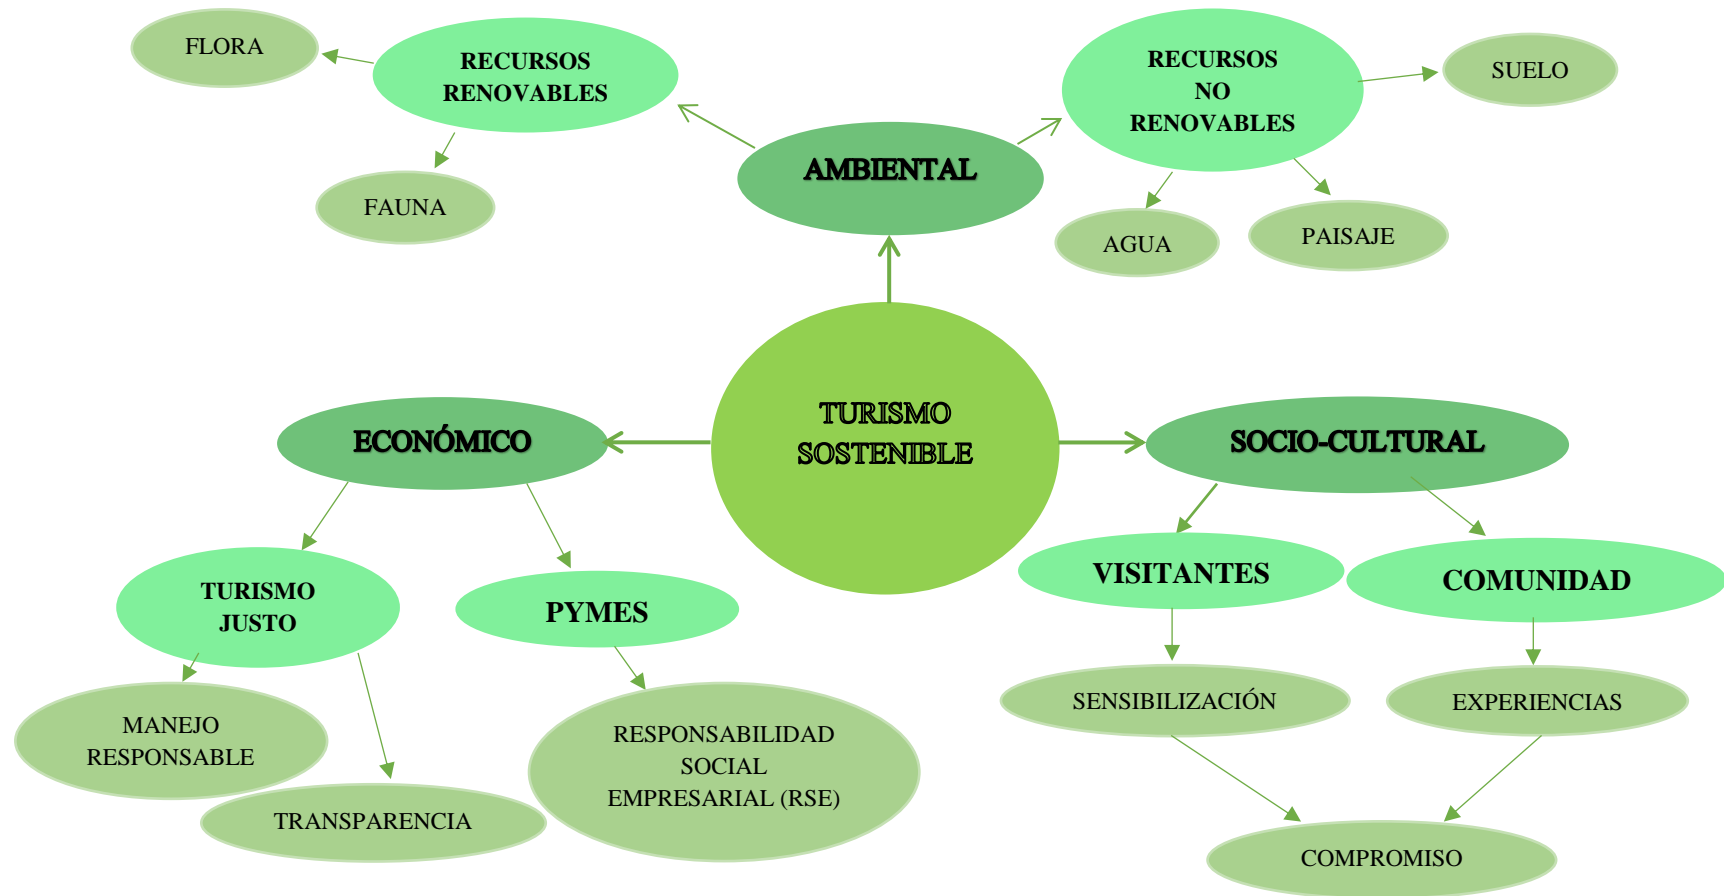 FLORA
RECURSOS
RENOVABLES
FAUNA
AMBIENTAL
RECURSOS
NO
RENOVABLES
SUELO
AGUA
PAISAJE
TURISMO
SOSTENIBLE
ECONÓMICO
TURISMO
JUSTO
PYMES
MANEJO
RESPONSABLE
TRANSPARENCIA
RESPONSABILIDAD
SOCIAL
EMPRESARIAL (RSE)
SOCIO-CULTURAL
VISITANTES
COMUNIDAD
SENSIBILIZACIÓN
EXPERIENCIAS
COMPROMISO